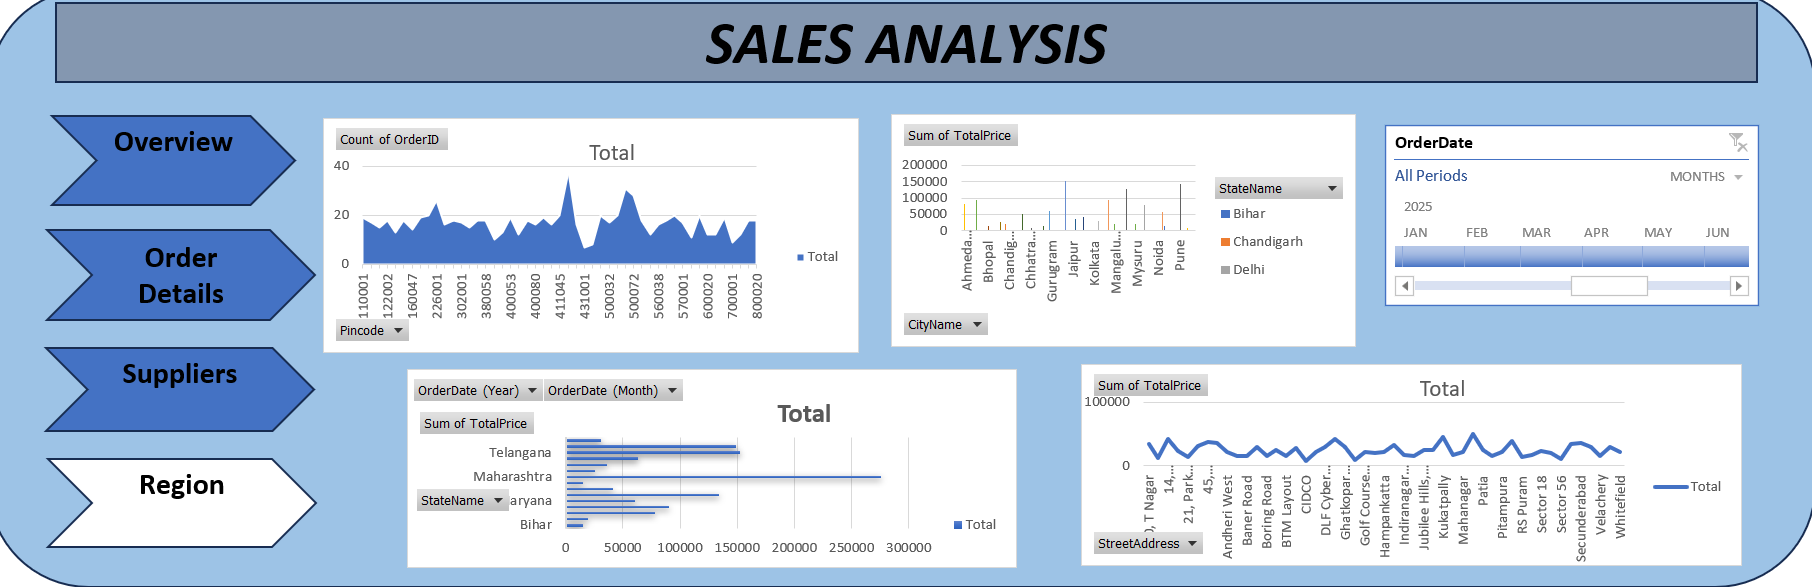 SALES ANALYSIS
Overview
Order
Details
Suppliers
Region
Count of OrderID
Total
40
20
0
110001
122002
160047
226001
302001
380058
400053
400080
411045
431001
500032
500072
560038
570001
600020
700001
800020
Total
Pincode
Sum of TotalPrice
200000
150000
100000
50000
0
Ahmeda...
Bhopal
Chandig...
Chhatra...
Gurugram
Jaipur
Kolkata
Mangalu...
Mysuru
Noida
Pune
StateName
Bihar
Chandigarh
Delhi
CityName
OrderDate
All Periods
MONTHS
2025
JAN FEB MAR APR MAY JUN
OrderDate (Year) OrderDate (Month)
Sum of TotalPrice
Total
Telangana
Maharashtra
StateName
aryana
Bihar
0 50000 100000 150000 200000 250000 300000
Total
Sum of TotalPrice
Total
100000
0
), T Nagar
14,...
21, Park...
45,...
Andheri West
Baner Road
Boring Road
BTM Layout
CIDCO
DLF Cyber...
Ghatkopar...
Golf Course...
Hampankatta
Indiranagar...
Jubilee Hills,...
Kukatpally
Mahanagar
Patia
Pitampura
RS Puram
Sector 18
Sector 56
Secunderabad
Velachery
Whitefield
Total
StreetAddress